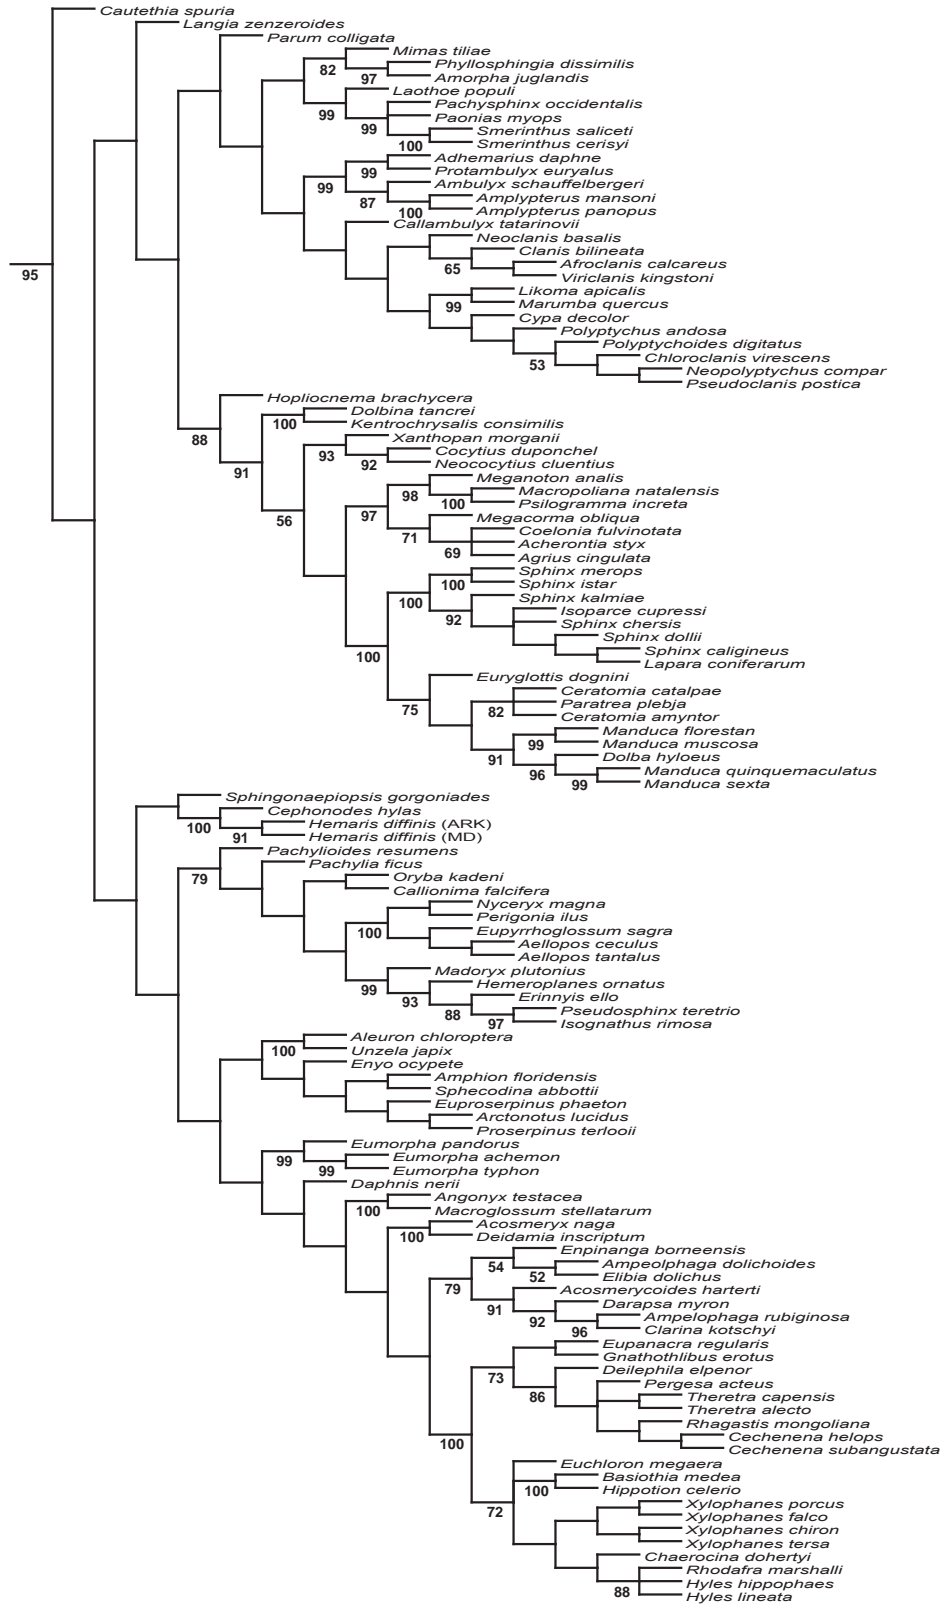 Cautethia spuria
Langia zenzeroides
Parum colligata
Mimas tiliae
82
Phyllosphingia dissimilis
97
Amorpha juglandis
Laothoe populi
99
Pachysphinx occidentalis
Paonias myops
99
Smerinthus saliceti
100
Smerinthus cerisyi
Adhemarius daphne
99
Protambulyx euryalus
99
Ambulyx schauffelbergeri
87
Amplypterus mansoni
100
Amplypterus panopus
Callambulyx tatarinovii
Neoclanis basalis
Clanis bilineata
65
Afroclanis calcareus
95
Viriclanis kingstoni
Likoma apicalis
99
Marumba quercus
Cypa decolor
Polyptychus andosa
Polyptychoides digitatus
53
Chloroclanis virescens
Neopolyptychus compar
Pseudoclanis postica
Hopliocnema brachycera
Dolbina tancrei
100
Kentrochrysalis consimilis
88
Xanthopan morganii
93
Cocytius duponchel
92
Neococytius cluentius
91
Meganoton analis
98
Macropoliana natalensis
100
Psilogramma increta
97
56
Megacorma obliqua
71
Coelonia fulvinotata
Acherontia styx
69
Agrius cingulata
Sphinx merops
100
Sphinx istar
100
Sphinx kalmiae
92
Isoparce cupressi
Sphinx chersis
Sphinx dollii
Sphinx caligineus
100
Lapara coniferarum
Euryglottis dognini
75
Ceratomia catalpae
82
Paratrea plebja
Ceratomia amyntor
Manduca florestan
99
Manduca muscosa
91
Dolba hyloeus
96
Manduca quinquemaculatus
99
Manduca sexta
Sphingonaepiopsis gorgoniades
Cephonodes hylas
100
Hemaris diffinis (ARK)
91
Hemaris diffinis (MD)
Pachylioides resumens
Pachylia ficus
79
Oryba kadeni
Callionima falcifera
Nyceryx magna
Perigonia ilus
100
Eupyrrhoglossum sagra
Aellopos ceculus
Aellopos tantalus
Madoryx plutonius
99
Hemeroplanes ornatus
93
Erinnyis ello
88
Pseudosphinx teretrio
97
Isognathus rimosa
Aleuron chloroptera
100
Unzela japix
Enyo ocypete
Amphion floridensis
Sphecodina abbottii
Euproserpinus phaeton
Arctonotus lucidus
Proserpinus terlooii
Eumorpha pandorus
99
Eumorpha achemon
99
Eumorpha typhon
Daphnis nerii
Angonyx testacea
100
Macroglossum stellatarum
Acosmeryx naga
100
Deidamia inscriptum
Enpinanga borneensis
54
Ampeolphaga dolichoides
52
Elibia dolichus
79
Acosmerycoides harterti
91
Darapsa myron
92
Ampelophaga rubiginosa
96
Clarina kotschyi
Eupanacra regularis
Gnathothlibus erotus
73
Deilephila elpenor
86
Pergesa acteus
Theretra capensis
Theretra alecto
Rhagastis mongoliana
Cechenena helops
100
Cechenena subangustata
Euchloron megaera
Basiothia medea
100
Hippotion celerio
72
Xylophanes porcus
Xylophanes falco
Xylophanes chiron
Xylophanes tersa
Chaerocina dohertyi
Rhodafra marshalli
Hyles hippophaes
88
Hyles lineata